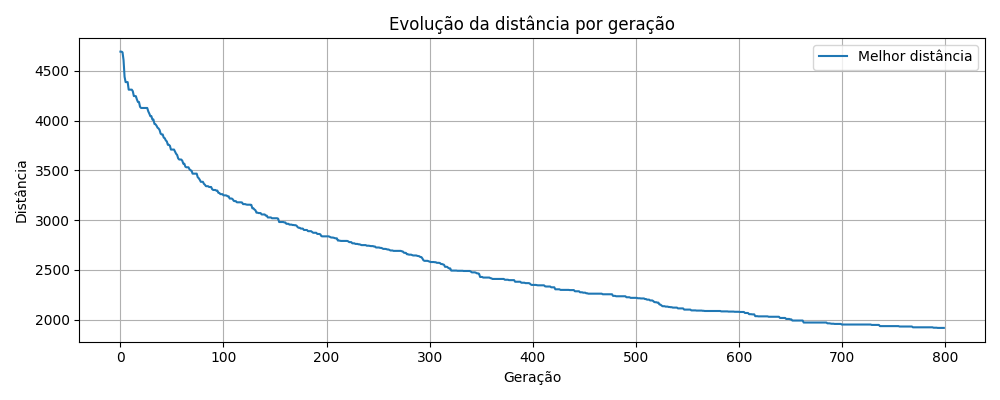 Evolução da distância por geração
Melhor distância
Distância
4500
4000
3500
3000
2500
2000
0 100 200 300 400 500 600 700 800
Geração